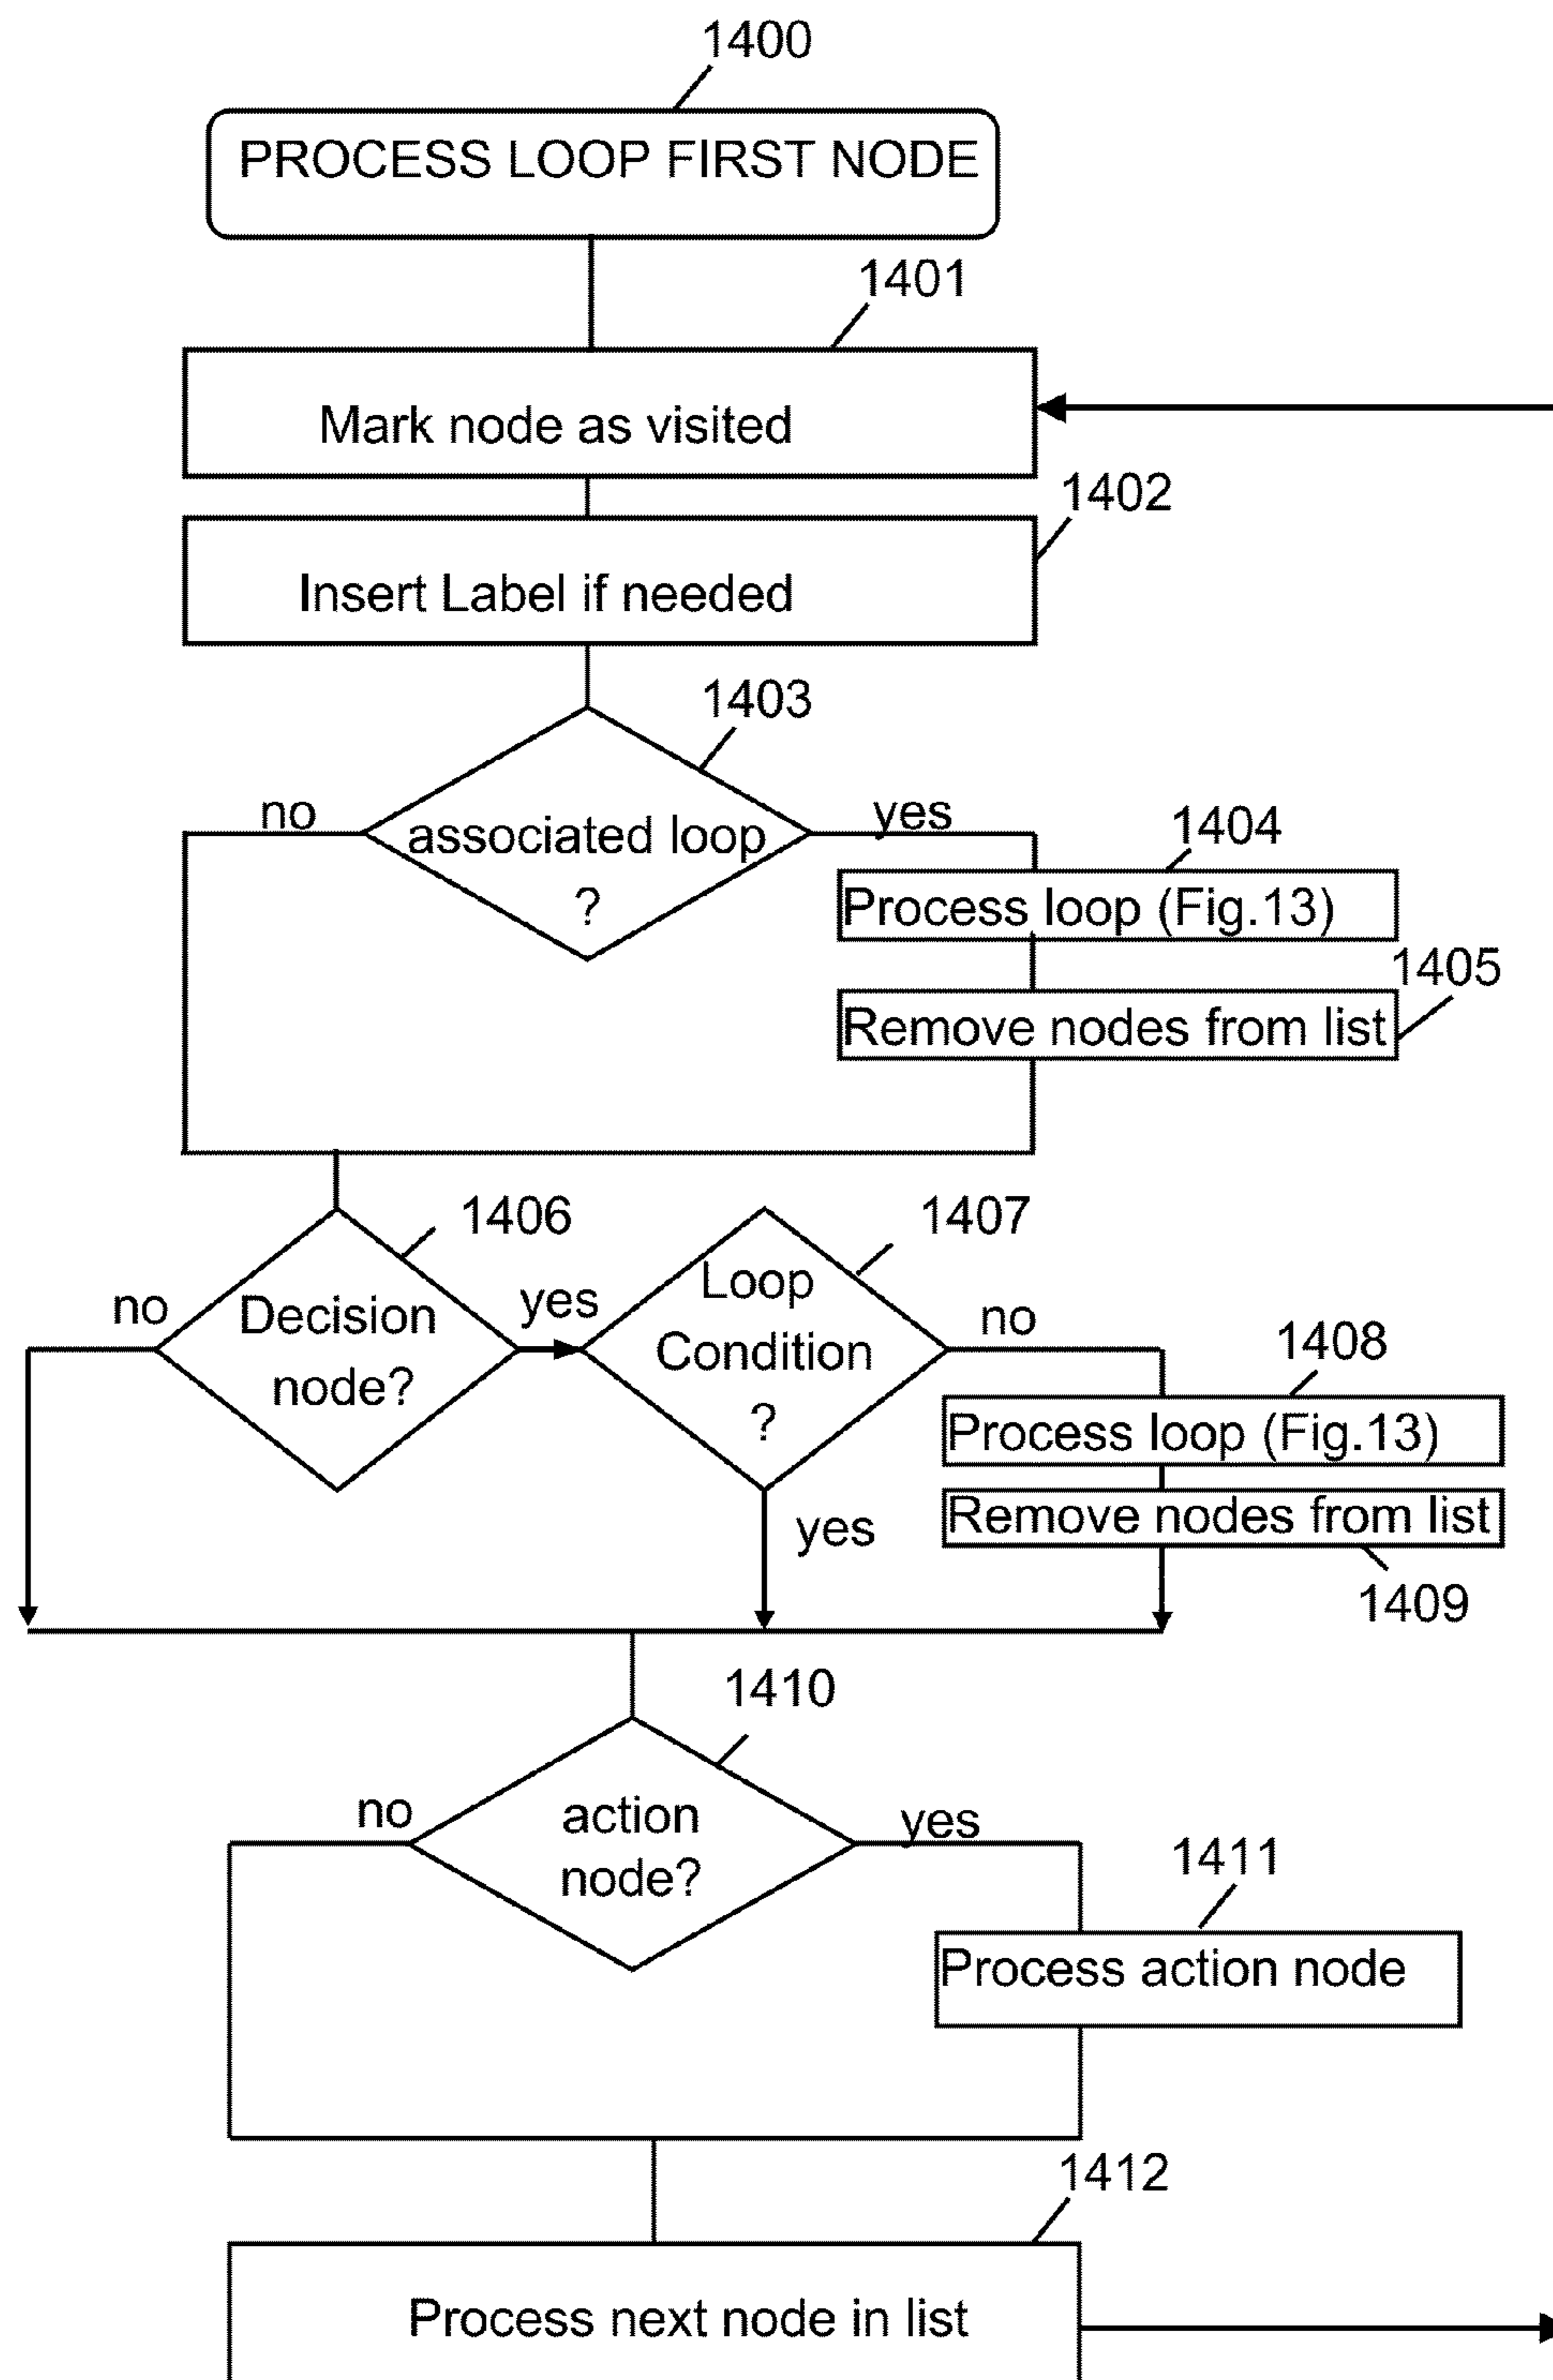 1400
PROCESS LOOP FIRST NODE
1401
Mark node as visited
1402
Insert Label if needed
1403
no
associated loop
?
yes
1404
Process loop (Fig.13)
1405
Remove nodes from list
1406
no
Decision
node?
yes
1407
Loop
Condition
?
no
yes
1408
Process loop (Fig.13)
Remove nodes from list
1409
1410
no
action
node?
yes
1411
Process action node
1412
Process next node in list